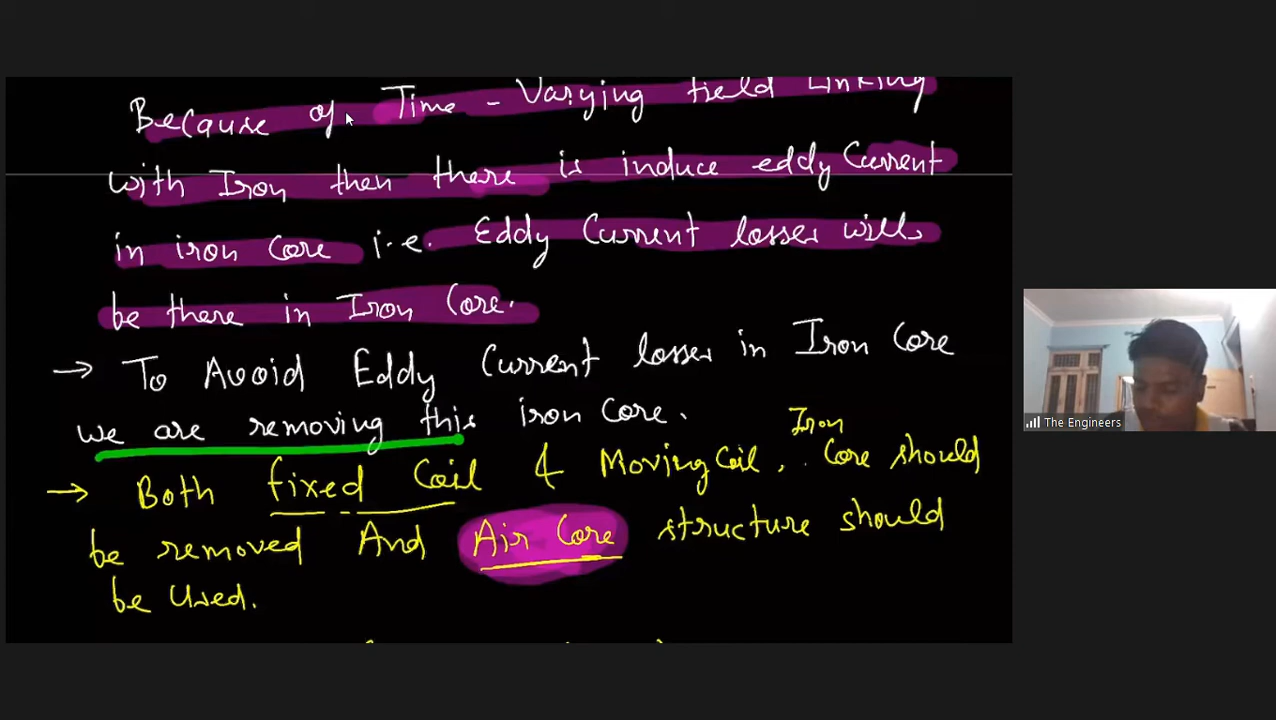 Because of Time - Varying field Linking
with Iron then there is induce eddy Current
in iron Core i.e. Eddy Current losses will
be there in Iron Core.
→ To Avoid Eddy Current losses in Iron Core
we are removing this iron Core.
Iron
→ Both fixed Coil & Moving Coil, Core should
be removed And Air Core structure should
be Used.
The Engineers